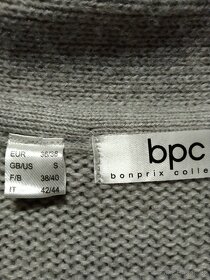 EUR 36/38
GB/US S
F/B 38/40
IT 42/44
bpc
bonprix colle